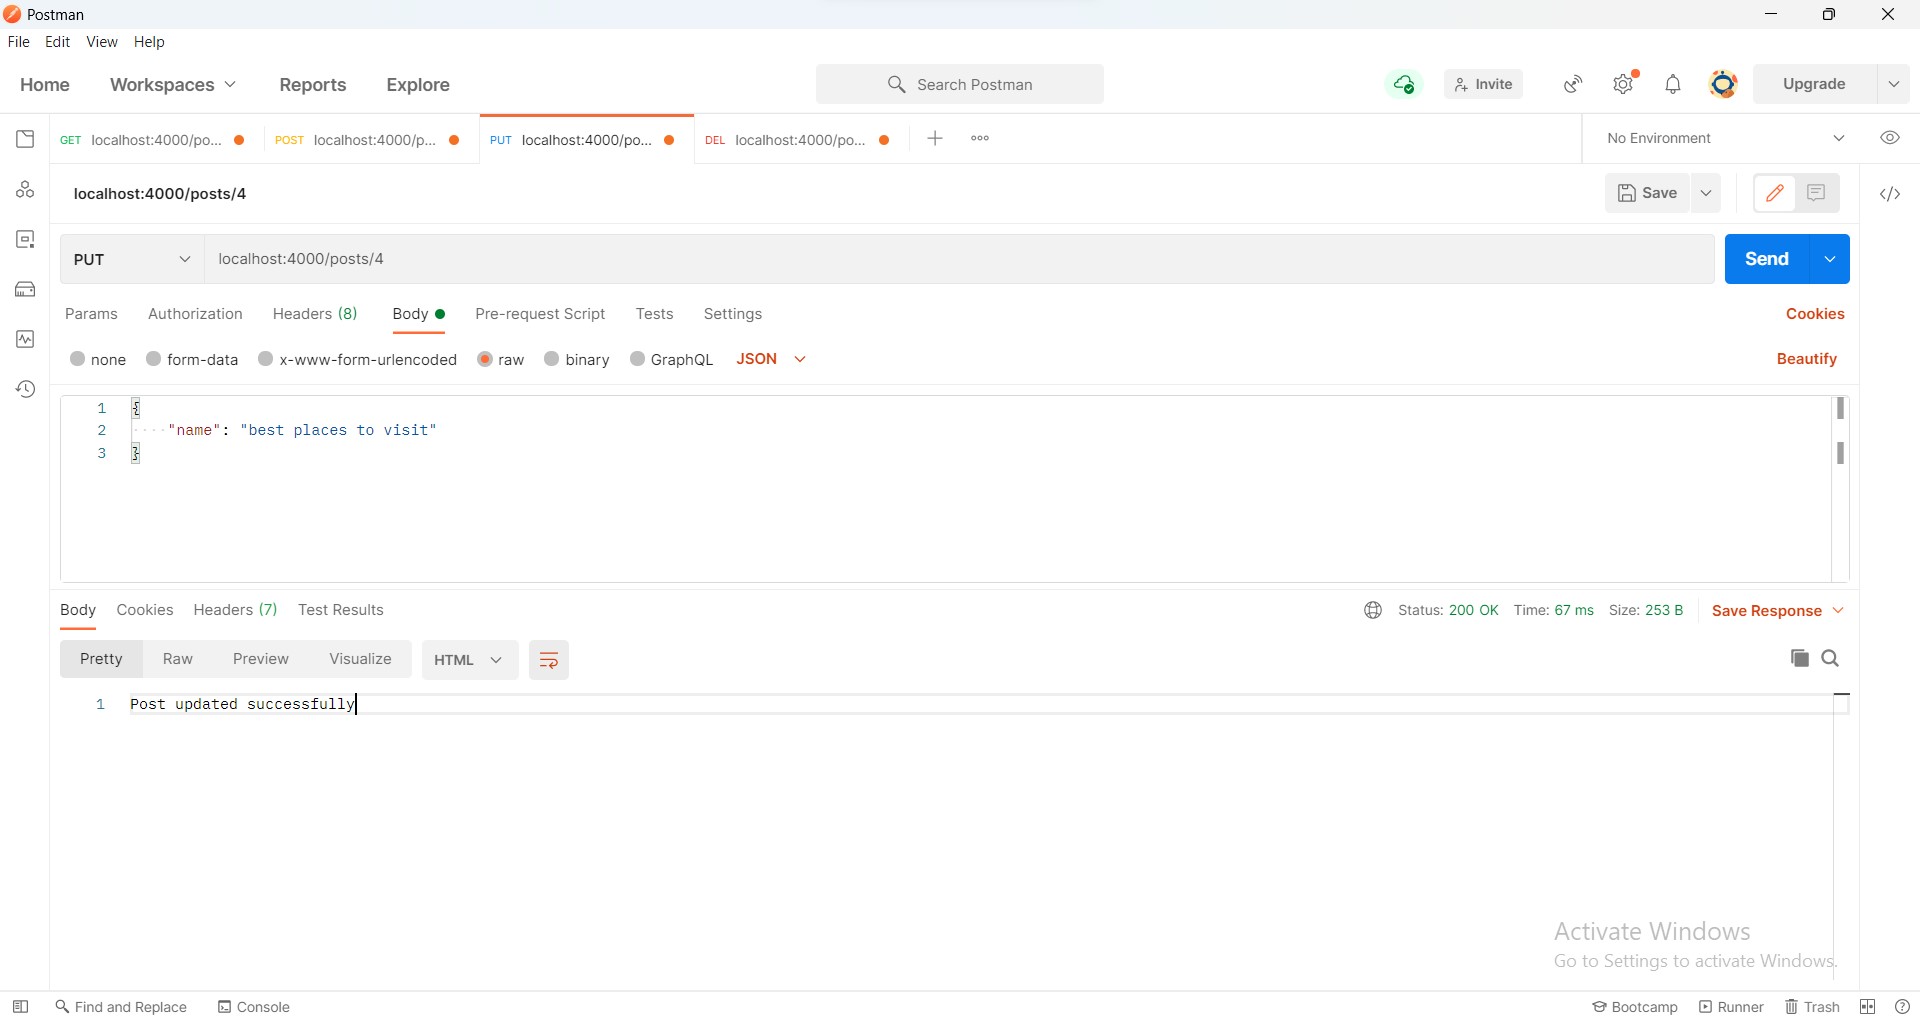 Postman
File Edit View Help
Home Workspaces Reports Explore Search Postman Invite Upgrade
GET localhost:4000/po... POST localhost:4000/p... PUT localhost:4000/po... DEL localhost:4000/po... No Environment
localhost:4000/posts/4 Save
PUT localhost:4000/posts/4 Send
Params Authorization Headers (8) Body Pre-request Script Tests Settings Cookies
none form-data x-www-form-urlencoded raw binary GraphQL JSON Beautify
1 {
2 ····"name": "best places to visit"
3 }
Body Cookies Headers (7) Test Results Status: 200 OK Time: 67 ms Size: 253 B Save Response
Pretty Raw Preview Visualize HTML
1 Post updated successfully
Activate Windows
Go to Settings to activate Windows.
Find and Replace Console Bootcamp Runner Trash